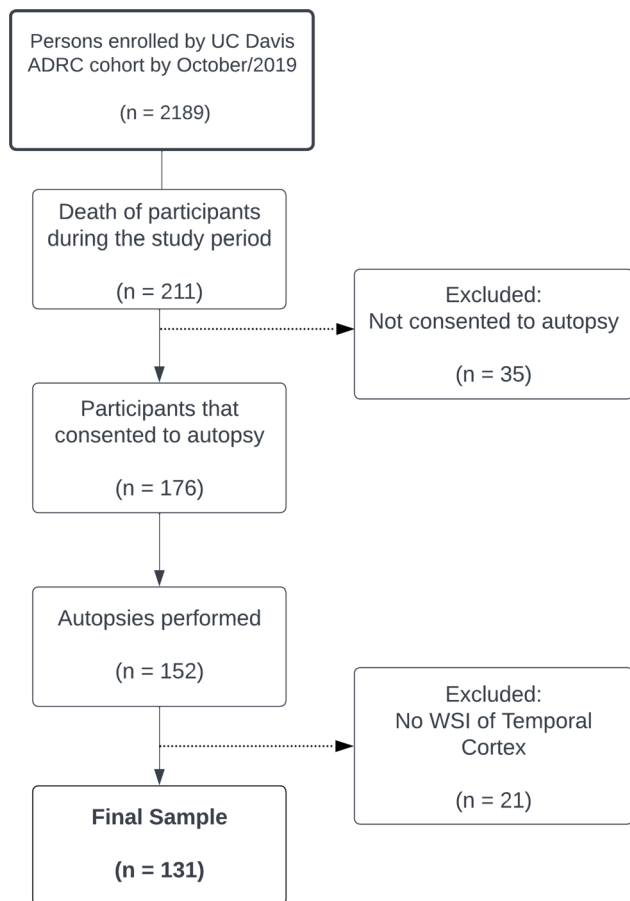 Persons enrolled by UC Davis
ADRC cohort by October/2019
(n = 2189)
Death of participants
during the study period
(n = 211)
Excluded:
Not consented to autopsy
(n = 35)
Participants that
consented to autopsy
(n = 176)
Autopsies performed
(n = 152)
Excluded:
No WSI of Temporal
Cortex
(n = 21)
Final Sample
(n = 131)